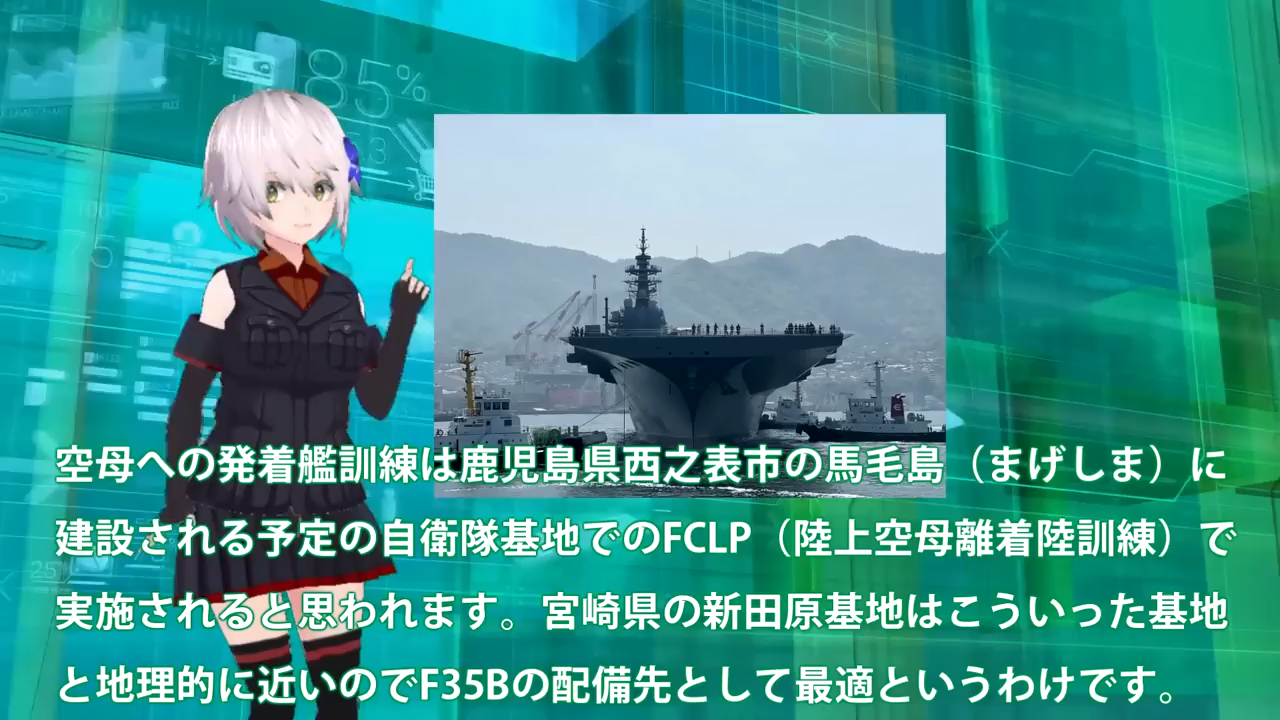 85%
空母への発着艦訓練は鹿児島県西之表市の馬毛島（まげしま）に
建設される予定の自衛隊基地でのFCLP（陸上空母離着陸訓練）で
実施されると思われます。宮崎県の新田原基地はこういった基地
と地理的に近いのでF35Bの配備先として最適というわけです。